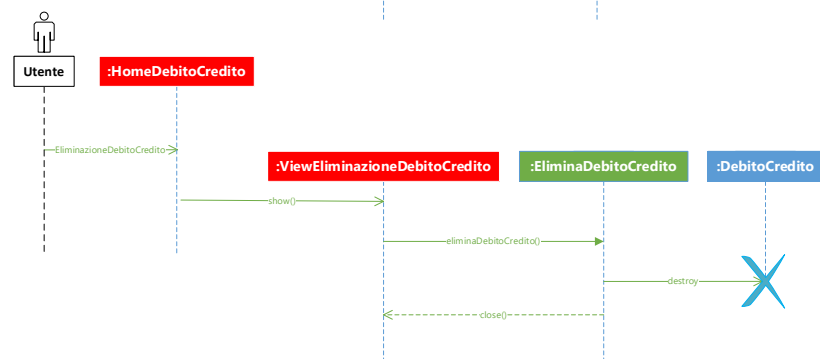 Utente
:HomeDebitoCredito
EliminazioneDebitoCredito
:ViewEliminazioneDebitoCredito
:EliminaDebitoCredito
:DebitoCredito
show()
eliminaDebitoCredito()
destroy
close()